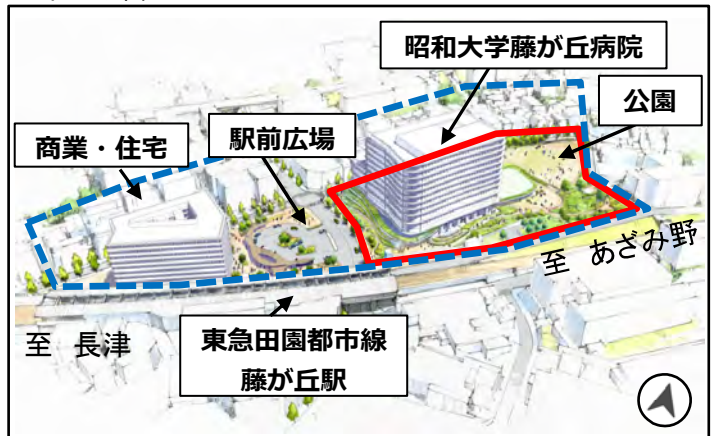 昭和大学藤が丘病院
公園
駅前広場
商業・住宅
至 あざみ野
至 長津
東急田園都市線
藤が丘駅